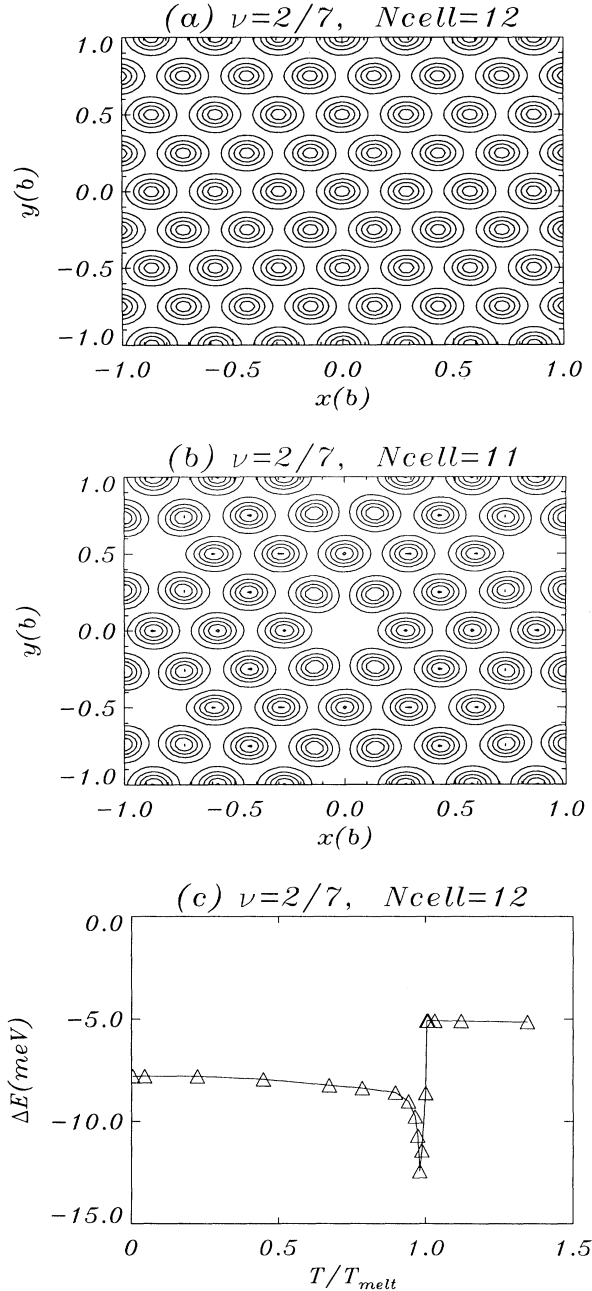 (a) ν=2/7, Ncell=12
1.0
0.5
0.0
−0.5
−1.0
y(b)
−1.0 −0.5 0.0 0.5 1.0
x(b)
(b) ν=2/7, Ncell=11
1.0
0.5
0.0
−0.5
−1.0
y(b)
−1.0 −0.5 0.0 0.5 1.0
x(b)
(c) ν=2/7, Ncell=12
0.0
−5.0
−10.0
−15.0
ΔE(meV)
0 0.5 1.0 1.5
T/Tmelt